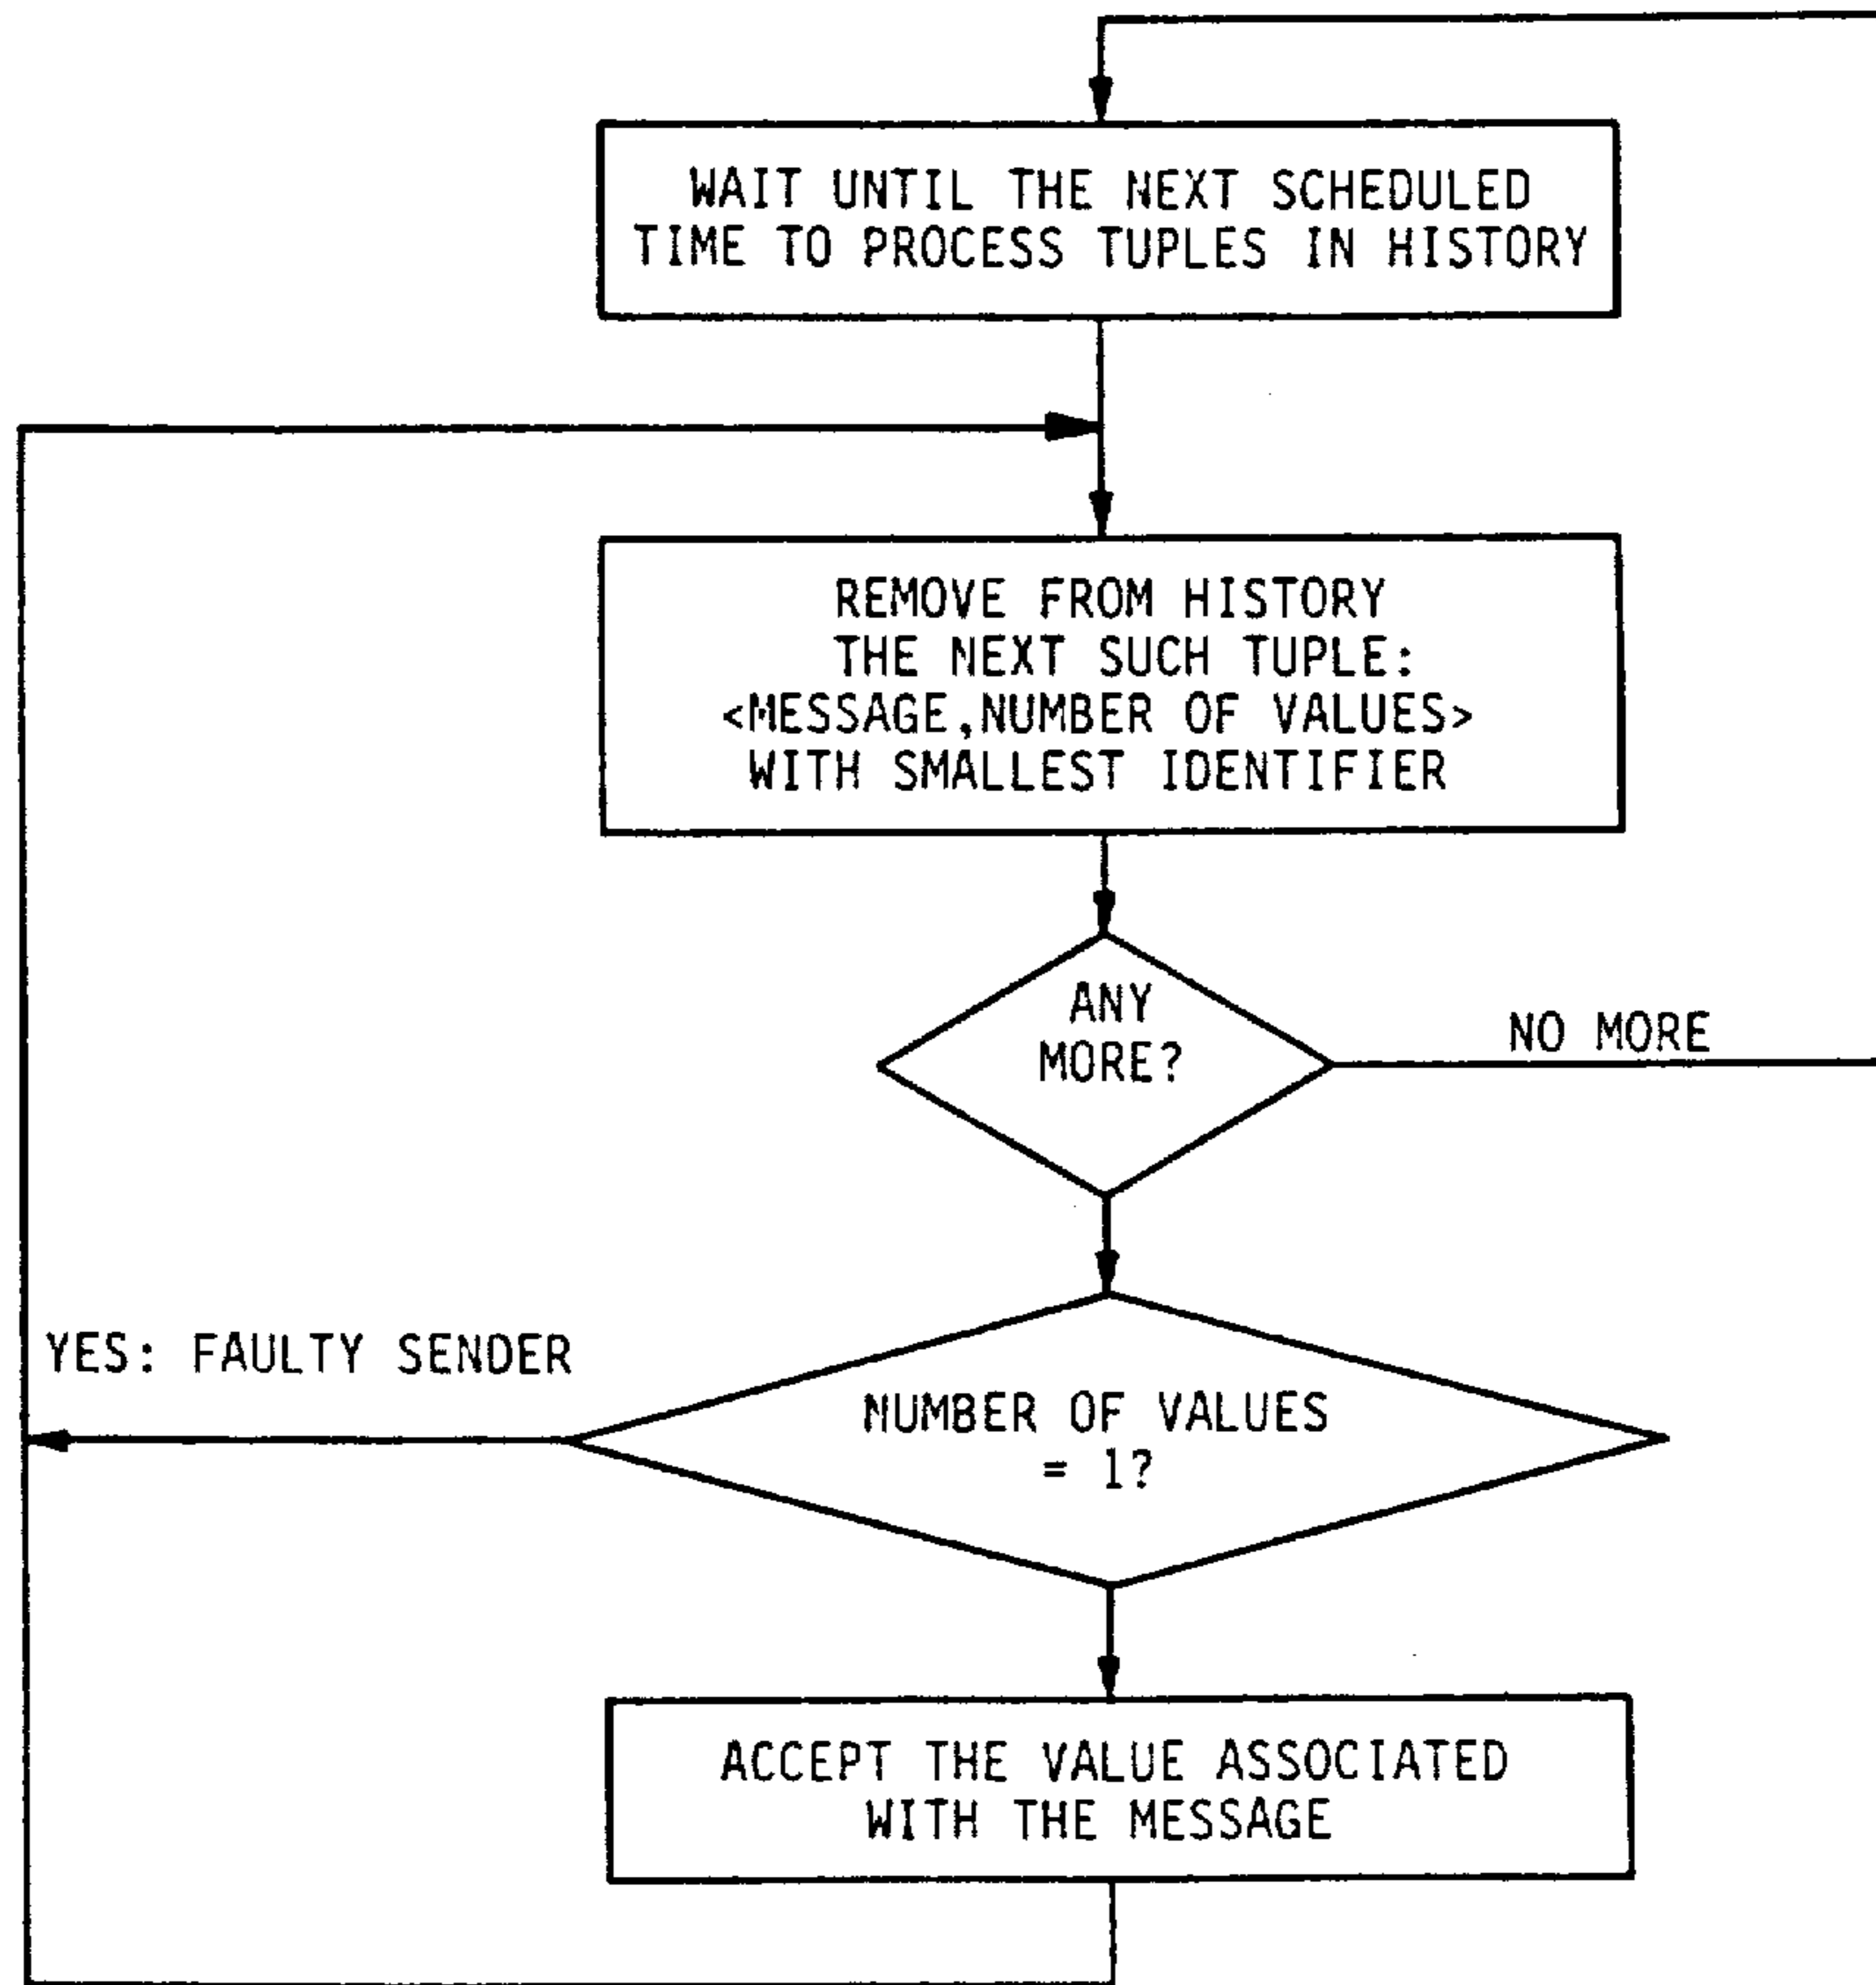 WAIT UNTIL THE NEXT SCHEDULED
TIME TO PROCESS TUPLES IN HISTORY
REMOVE FROM HISTORY
THE NEXT SUCH TUPLE:
<MESSAGE,NUMBER OF VALUES>
WITH SMALLEST IDENTIFIER
ANY
MORE?
NO MORE
YES: FAULTY SENDER
NUMBER OF VALUES
= 1?
ACCEPT THE VALUE ASSOCIATED
WITH THE MESSAGE